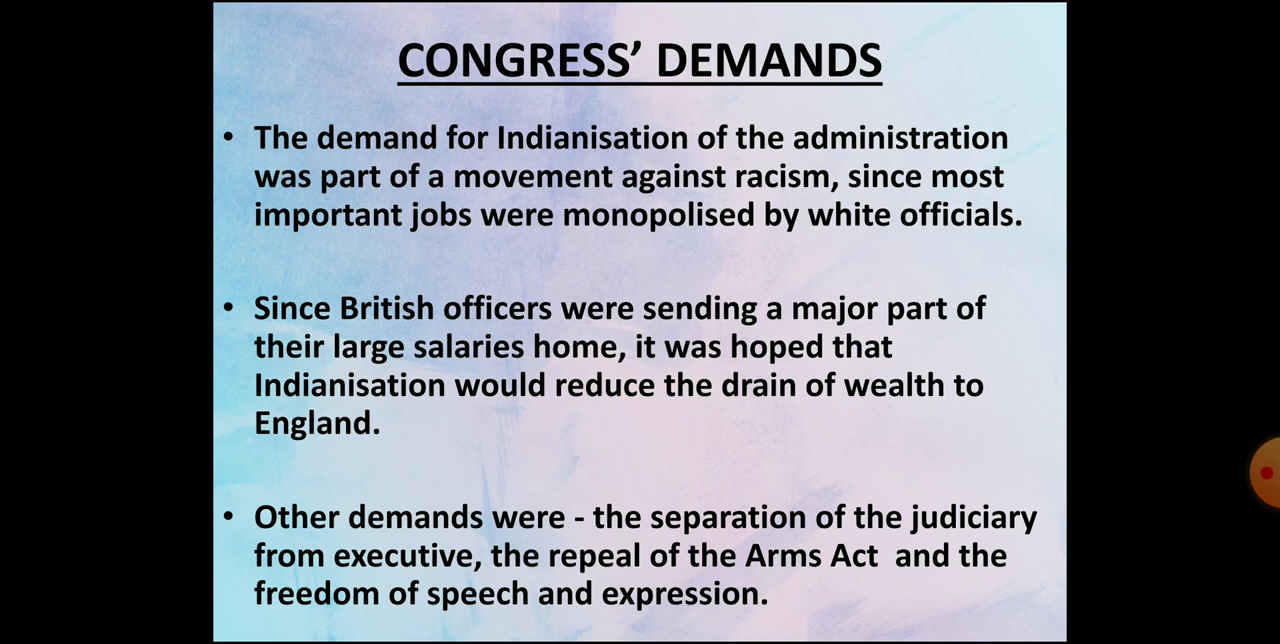 CONGRESS’ DEMANDS
• The demand for Indianisation of the administration
was part of a movement against racism, since most
important jobs were monopolised by white officials.
• Since British officers were sending a major part of
their large salaries home, it was hoped that
Indianisation would reduce the drain of wealth to
England.
• Other demands were - the separation of the judiciary
from executive, the repeal of the Arms Act  and the
freedom of speech and expression.